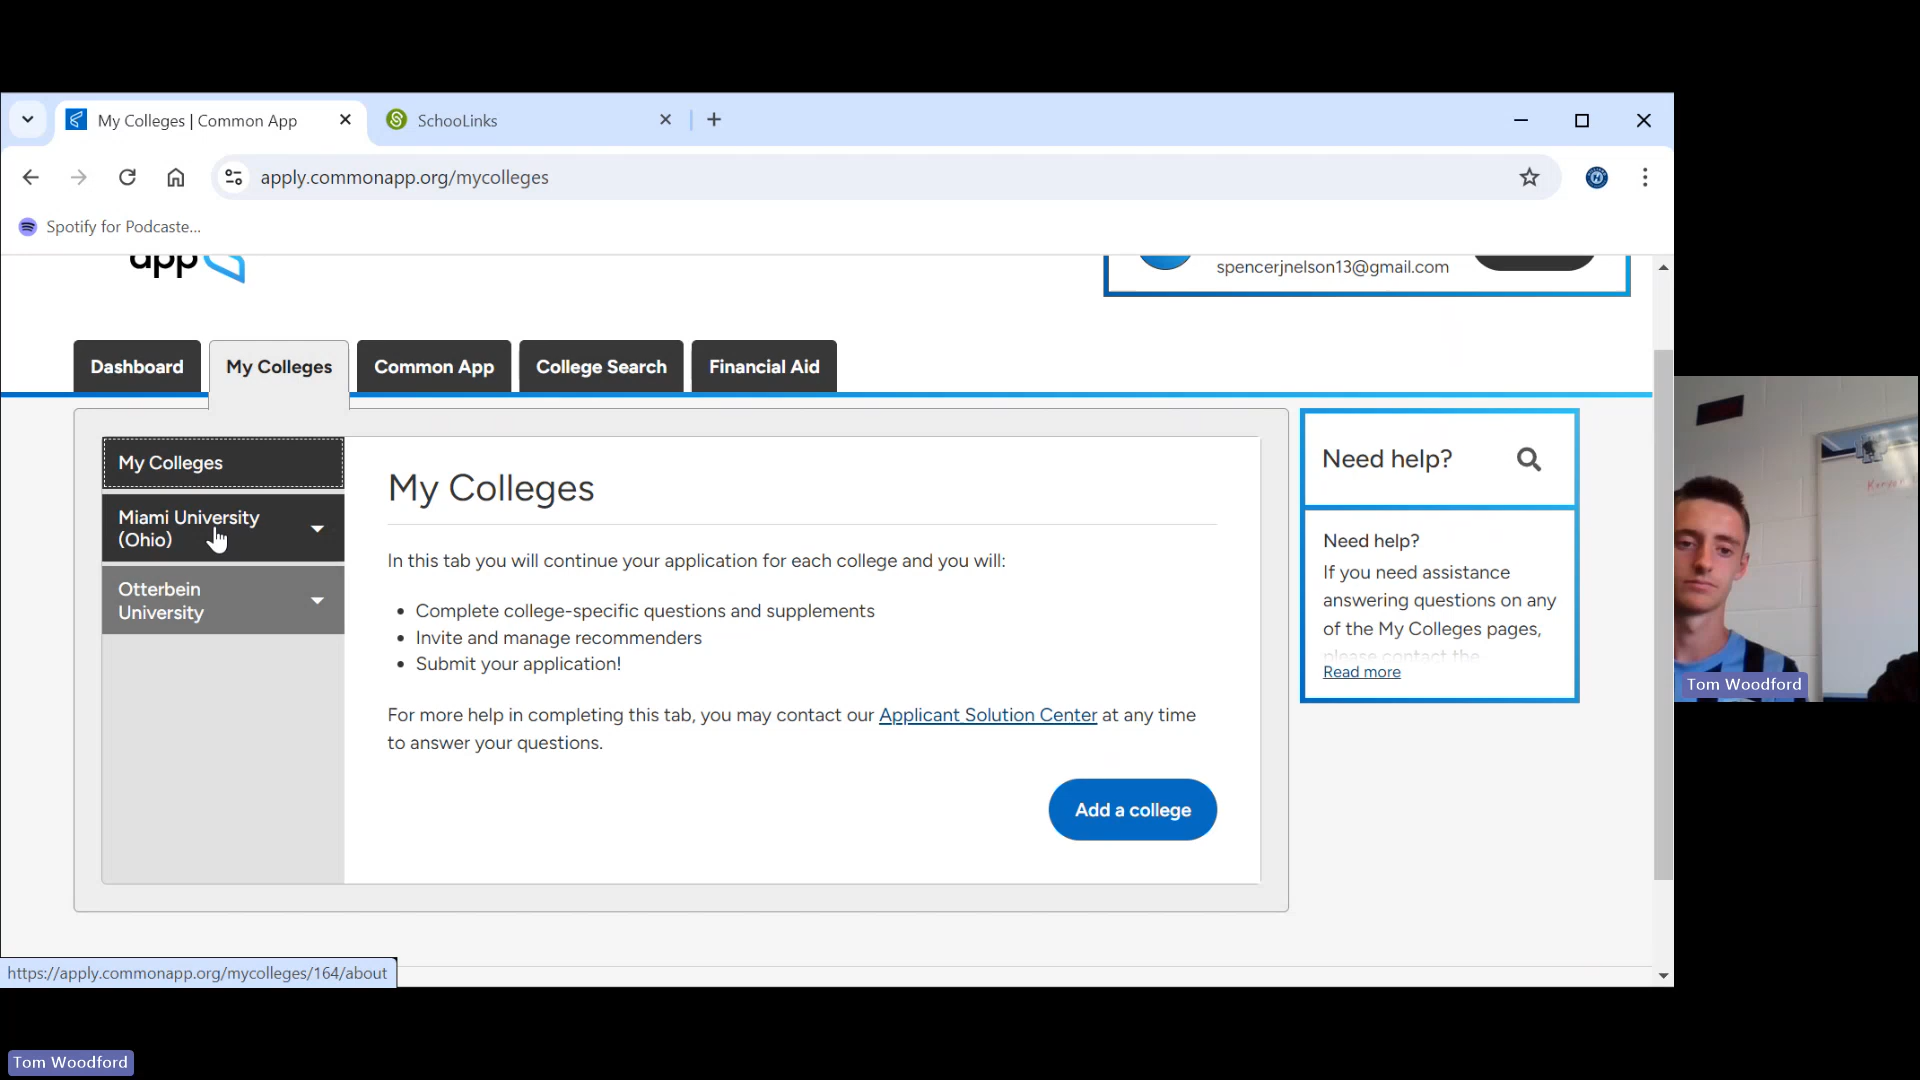 My Colleges | Common App
SchooLinks
apply.commonapp.org/mycolleges
Spotify for Podcaste...
app
spencerjnelson13@gmail.com
Dashboard
My Colleges
Common App
College Search
Financial Aid
My Colleges
Miami University
(Ohio)
Otterbein
University
My Colleges
In this tab you will continue your application for each college and you will:
• Complete college-specific questions and supplements
• Invite and manage recommenders
• Submit your application!
For more help in completing this tab, you may contact our Applicant Solution Center at any time
to answer your questions.
Add a college
Need help?
Need help?
If you need assistance
answering questions on any
of the My Colleges pages,
please contact the
Read more
Tom Woodford
https://apply.commonapp.org/mycolleges/164/about
Tom Woodford